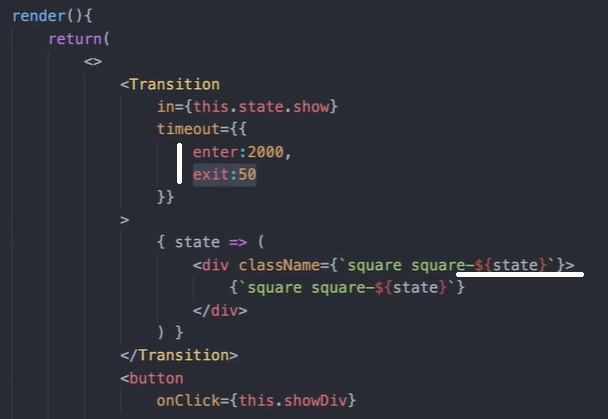 render(){
return(
<>
<Transition
in={this.state.show}
timeout={{
enter:2000,
exit:50
}}
>
{ state => (
<div className={`square square-${state}`}>
{`square square-${state}`}
</div>
) }
</Transition>
<button
onClick={this.showDiv}